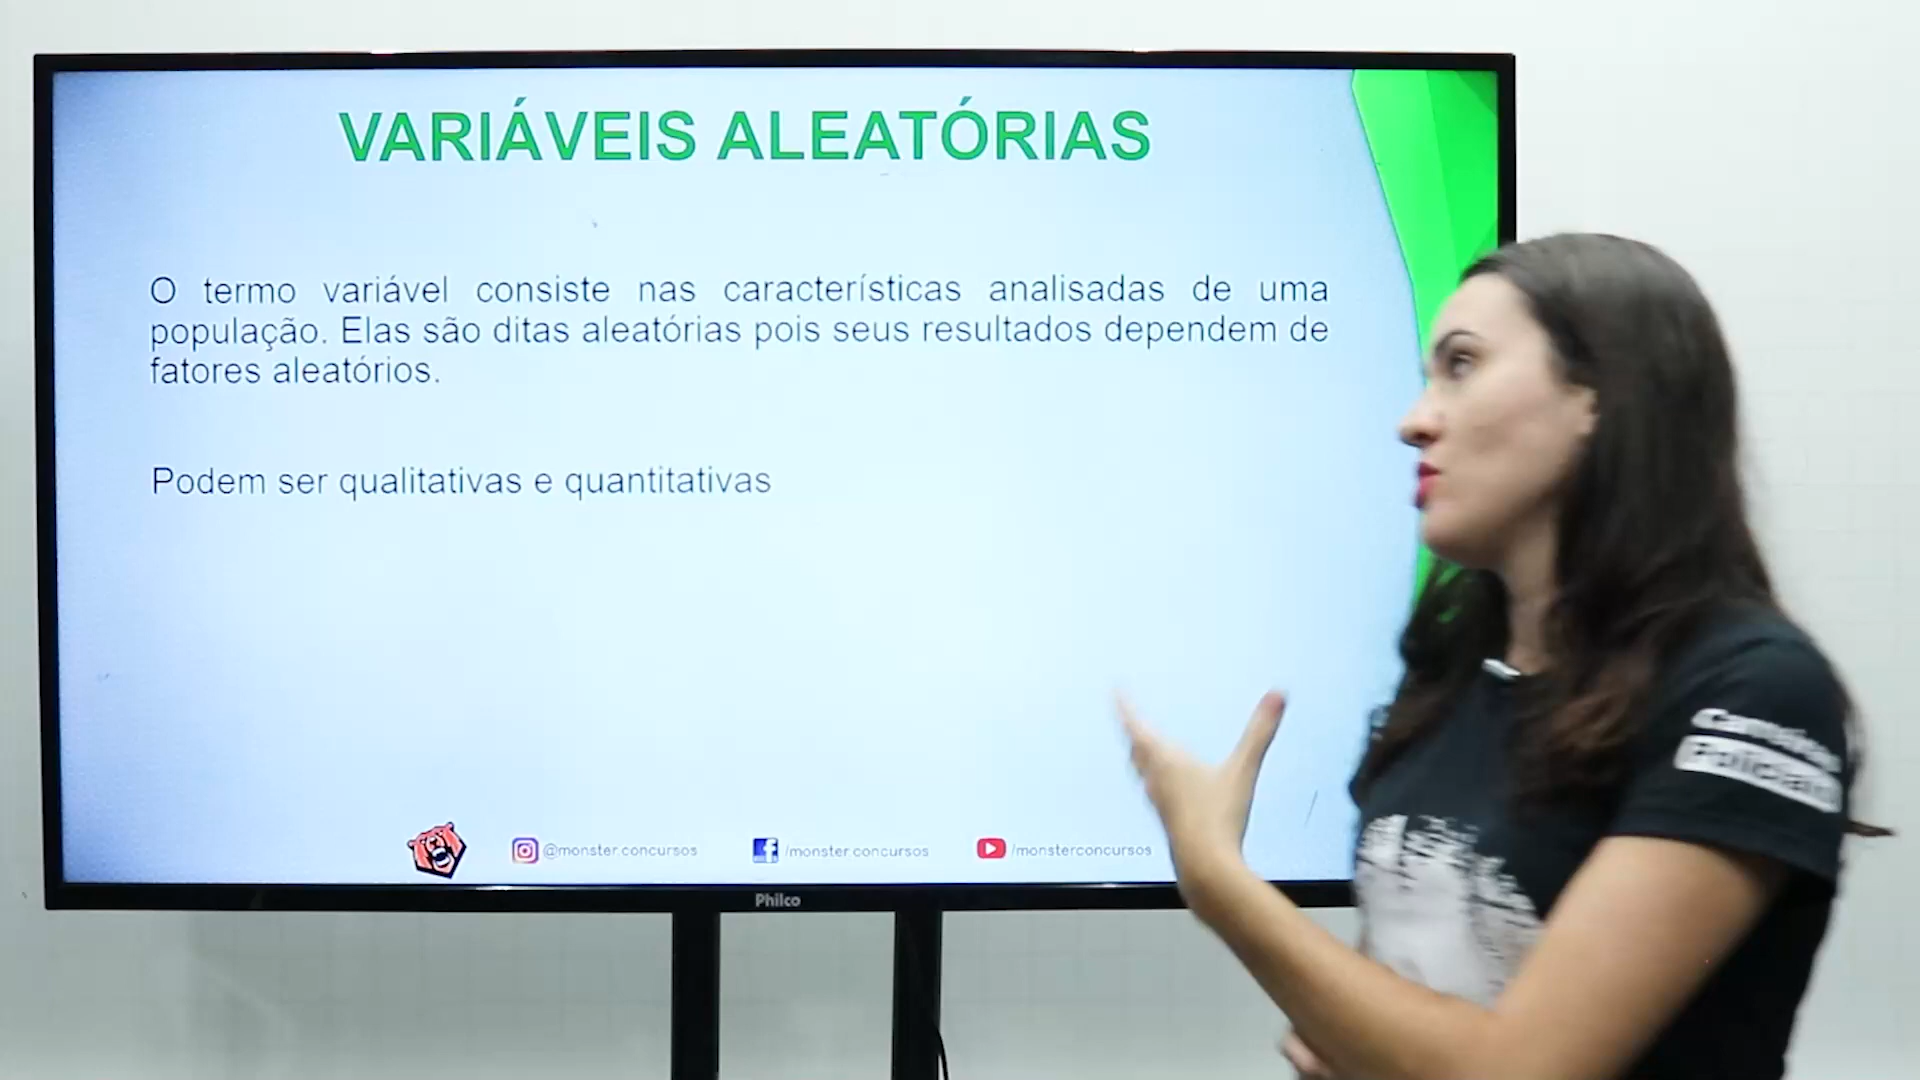 VARIÁVEIS ALEATÓRIAS
O termo variável consiste nas características analisadas de uma
população. Elas são ditas aleatórias pois seus resultados dependem de
fatores aleatórios.
Podem ser qualitativas e quantitativas
@monster.concursos
/monster.concursos
/monsterconcursos
Philco